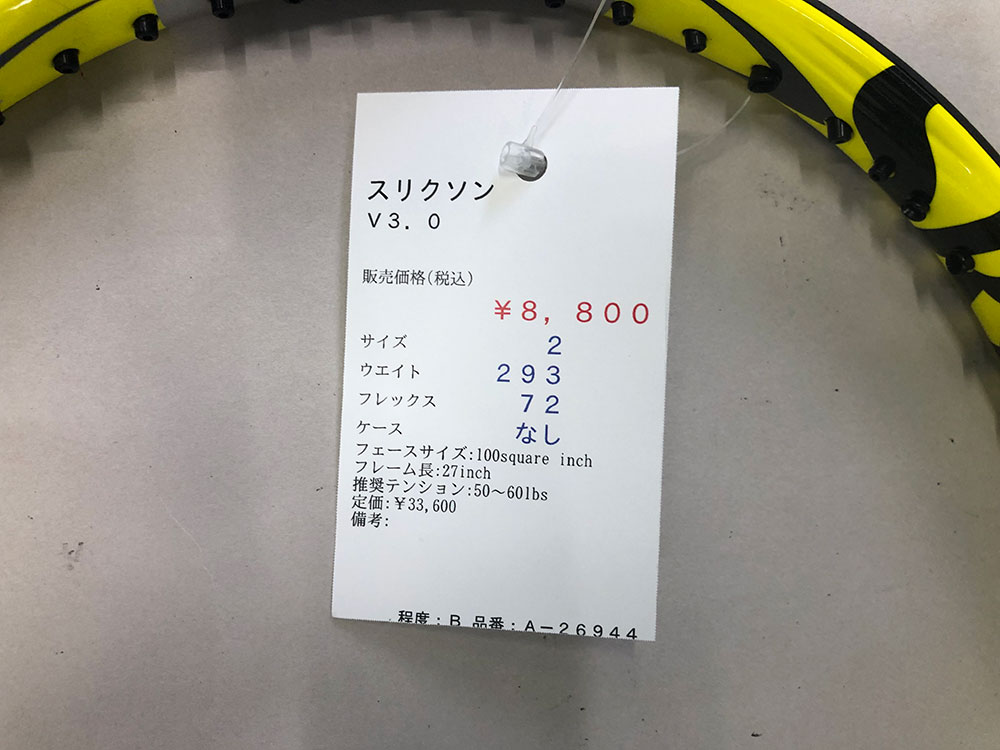 スリクソン
V3.0
販売価格(税込)
¥8,800
サイズ 2
ウエイト 293
フレックス 72
ケース なし
フェースサイズ:100square inch
フレーム長:27inch
推奨テンション:50～60lbs
定価:¥33,600
備考:
程度:B 品番:A-26944